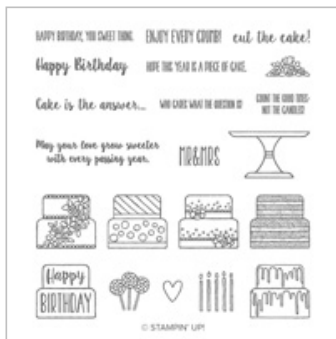 HAPPY BIRTHDAY, YOU SWEET THING.
ENJOY EVERY CRUMB!
cut the cake!
Happy Birthday
HOPE THIS YEAR IS A PIECE OF CAKE.
Cake is the answer...
WHO CARES WHAT THE QUESTION IS?
COUNT THE GOOD TIMES-
NOT THE CANDLES!
May your love grow sweeter
with every passing year.
MR&MRS
Happy
BIRTHDAY
© STAMPIN' UP!